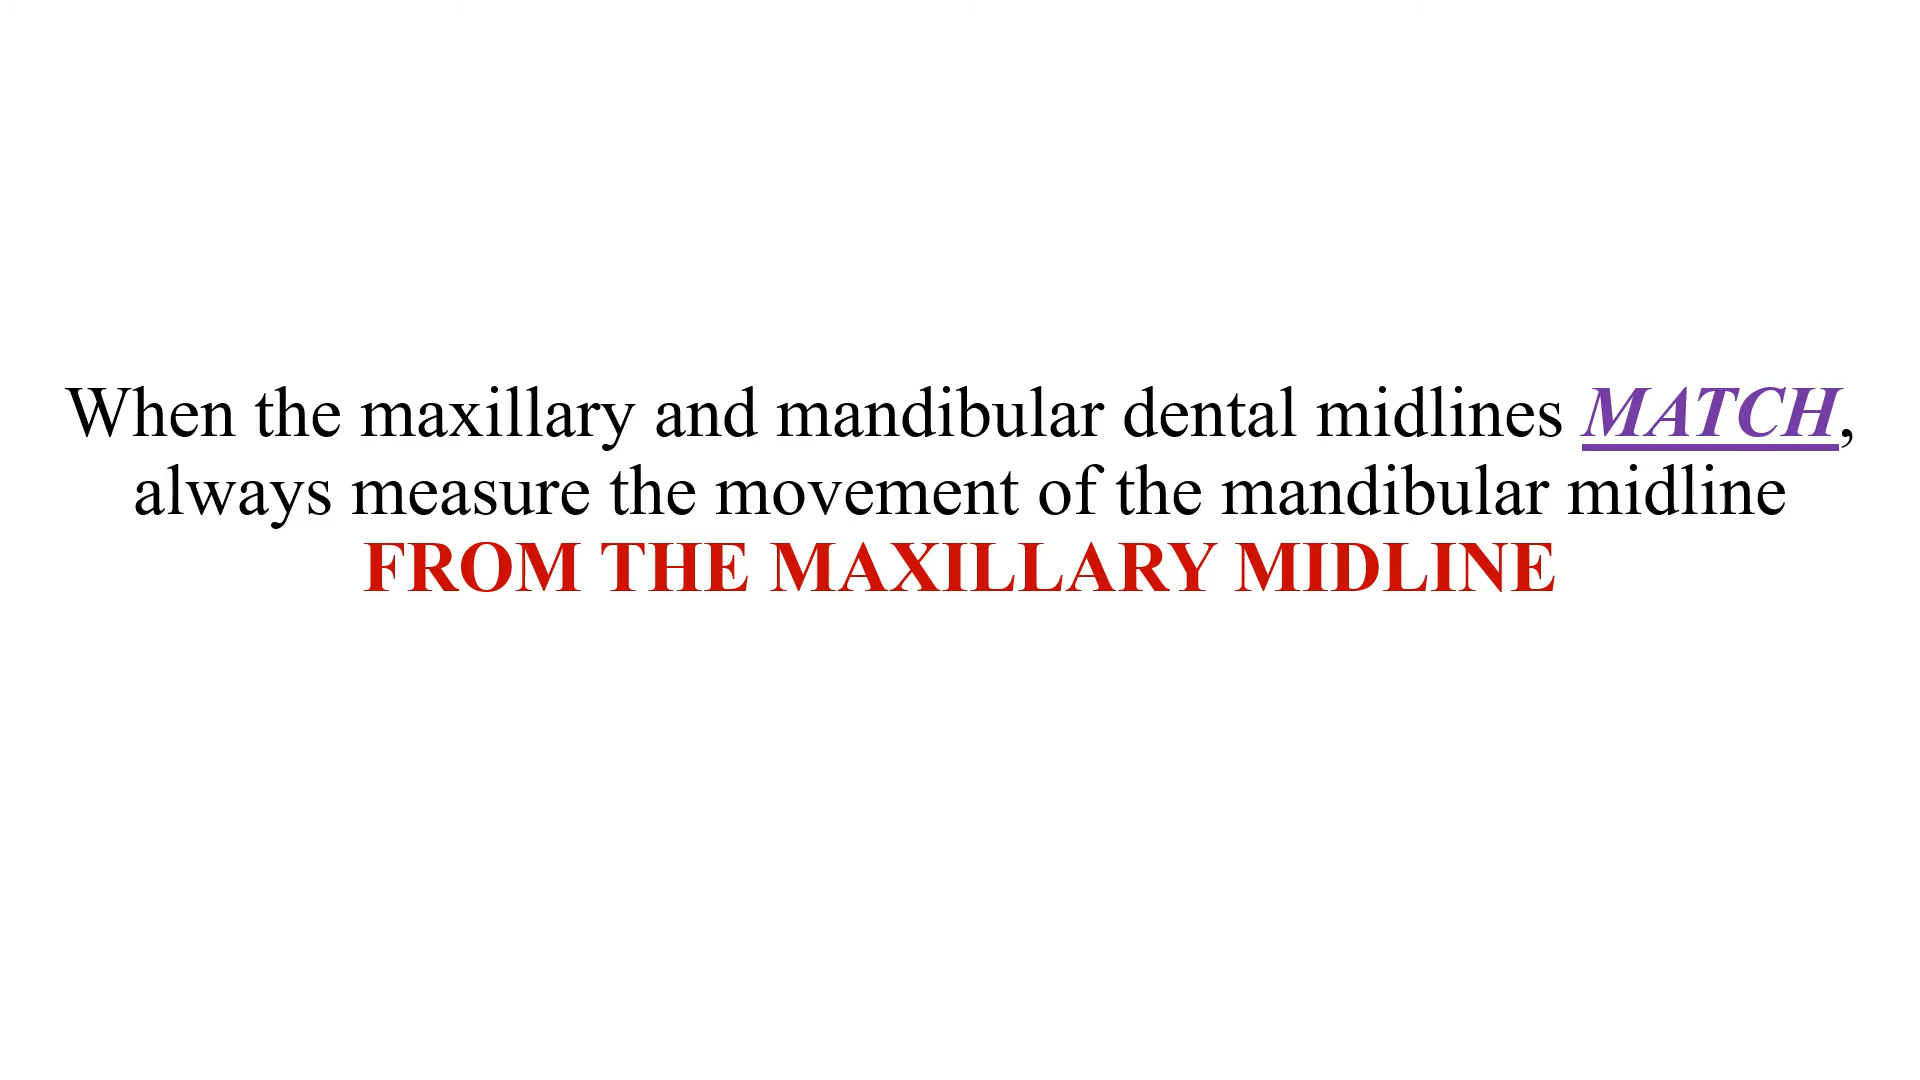 When the maxillary and mandibular dental midlines MATCH,
always measure the movement of the mandibular midline
FROM THE MAXILLARY MIDLINE